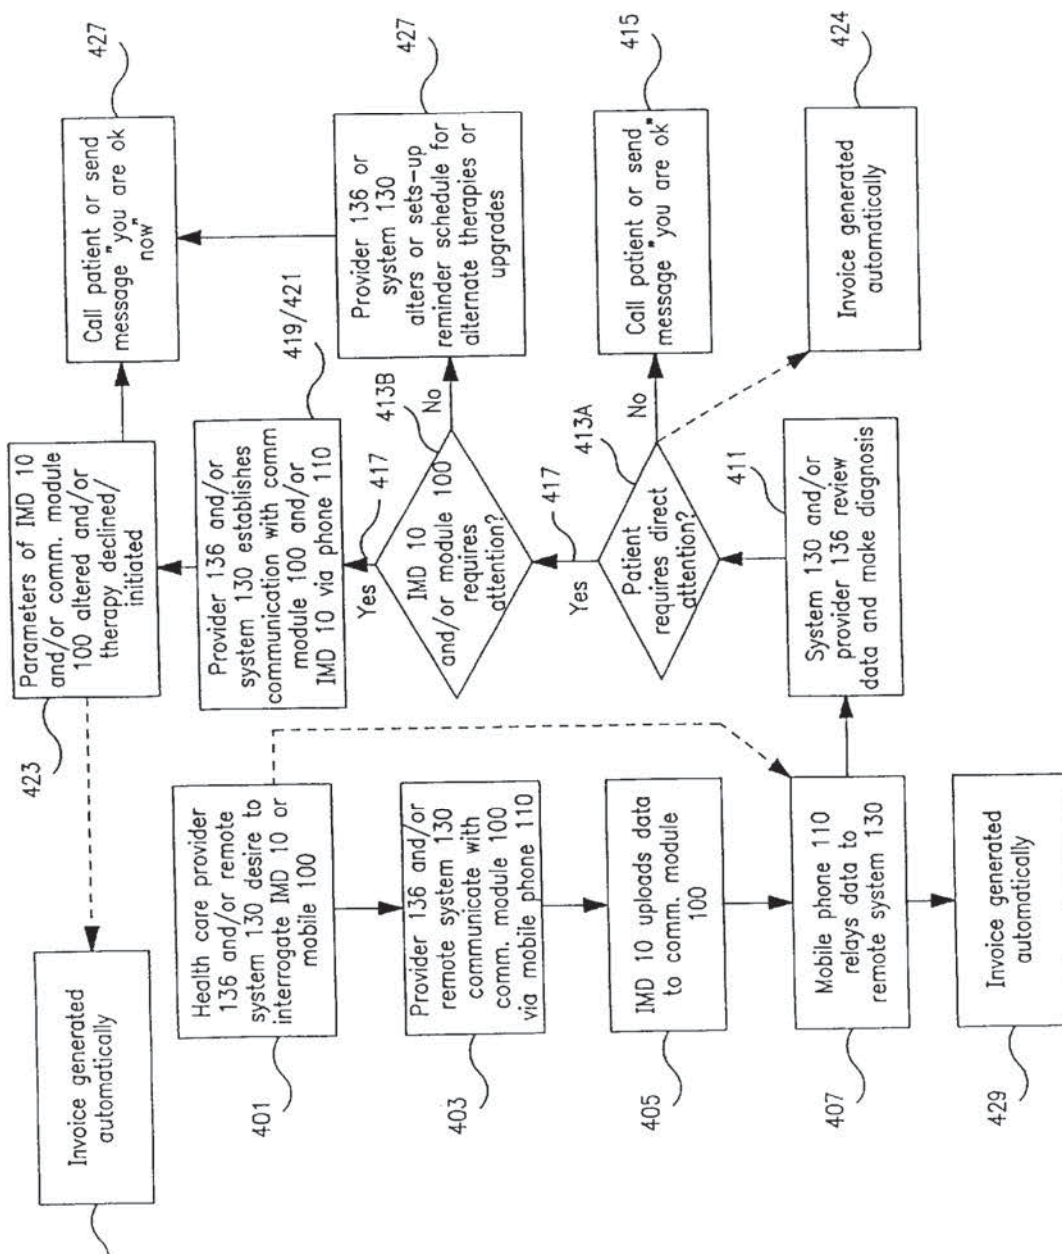 427
Call patient or send
message "you are ok
now"
427
Provider 136 or
system 130
alters or sets-up
reminder schedule for
alternate therapies or
upgrades
415
Call patient or send
message "you are ok"
424
Invoice generated
automatically
419/421
Provider 136 and/or
system 130 establishes
communication with comm
module 100 and/or
IMD 10 via phone 110
413B
No
417
Yes
IMD 10
and/or module 100
requires
attention?
413A
No
417
Yes
Patient
requires direct
attention?
411
System 130 and/or
provider 136 review
data and make diagnosis
Parameters of IMD 10
and/or comm. module
100 altered and/or
therapy declined/
initiated
423
Health care provider
136 and/or remote
system 130 desire to
interrogate IMD 10 or
mobile 100
401
Provider 136 and/or
remote system 130
communicate with
comm. module 100
via mobile phone 110
403
IMD 10 uploads data
to comm. module
100
405
Mobile phone 110
relays data to
remote system 130
407
Invoice generated
automatically
429
Invoice generated
automatically